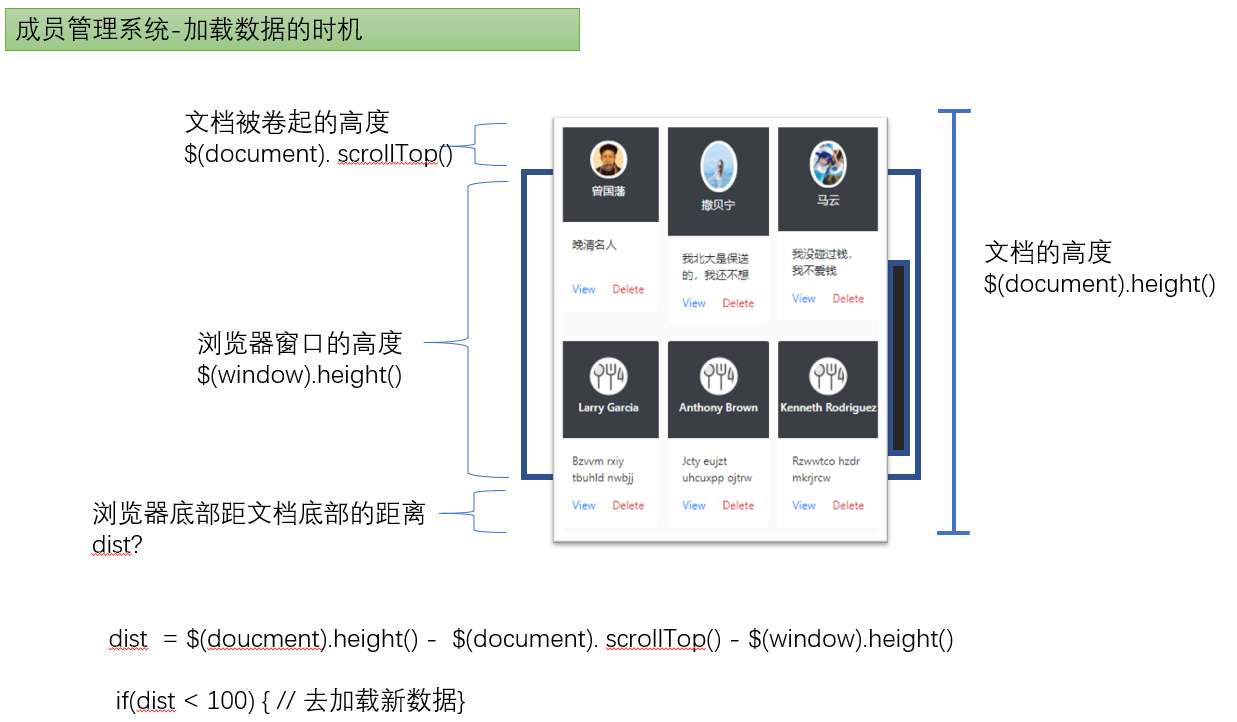 成员管理系统-加载数据的时机
文档被卷起的高度
$(document). scrollTop()
浏览器窗口的高度
$(window).height()
浏览器底部距文档底部的距离
dist?
曾国藩
撒贝宁
马云
晚清名人
我北大是保送
的，我还不想
我没碰过钱，
我不爱钱
View Delete
View Delete
View Delete
Larry Garcia
Anthony Brown
Kenneth Rodriguez
Bzvvm rxiy
tbuhld nwbjj
Jcty eujzt
uhcuxpp ojtrw
Rzwwtco hzdr
mkrjrcw
View Delete
View Delete
View Delete
文档的高度
$(document).height()
dist = $(doucment).height() - $(document). scrollTop() - $(window).height()
if(dist < 100) { // 去加载新数据}